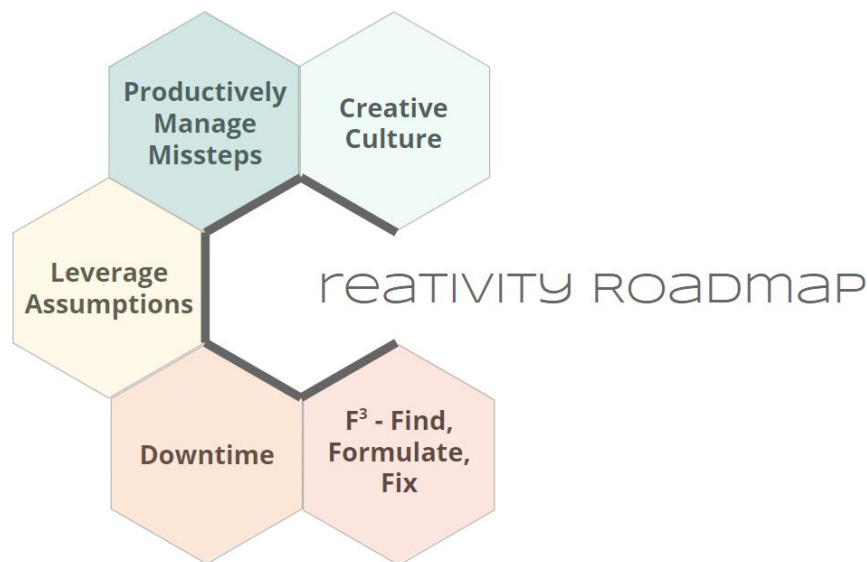 Productively
Manage
Missteps
Creative
Culture
Leverage
Assumptions
reativity Roadmap
Downtime
F³ - Find,
Formulate,
Fix